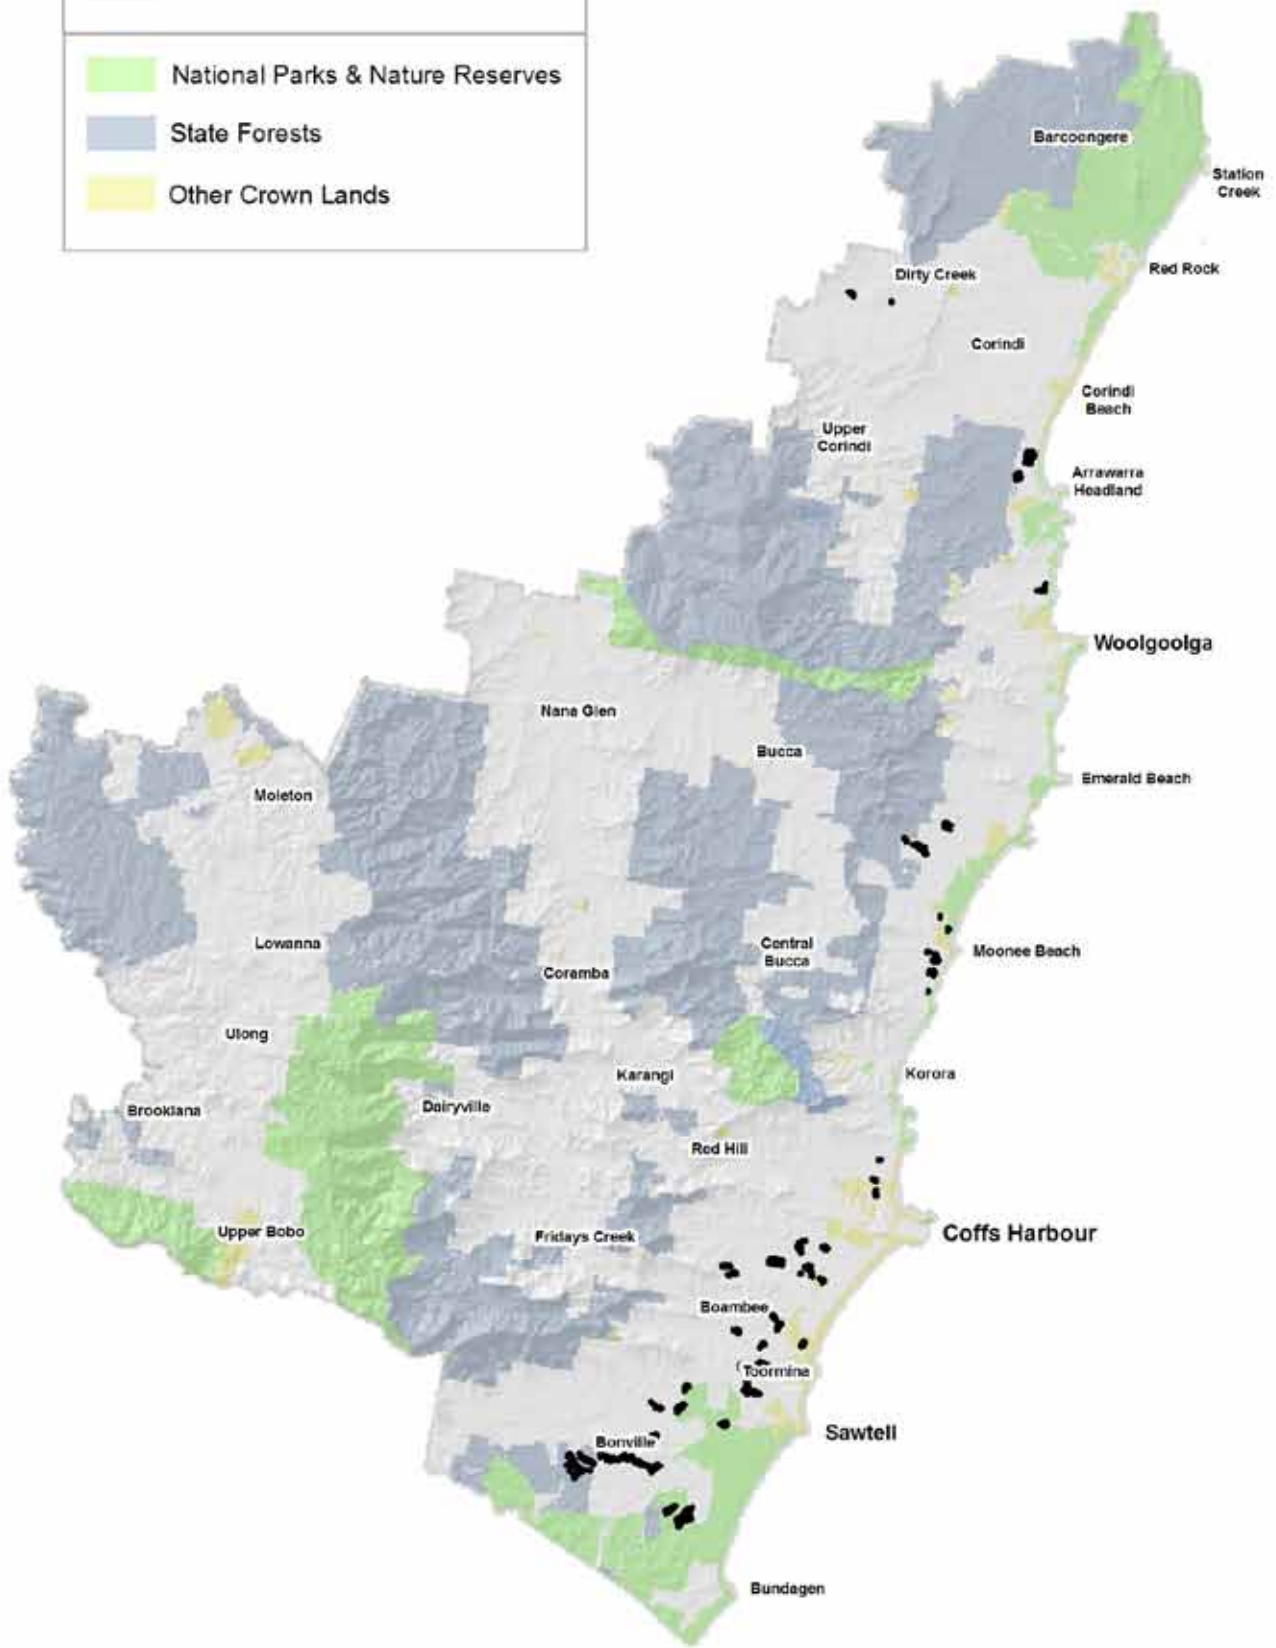 National Parks & Nature Reserves
State Forests
Other Crown Lands
Barcoongere
Station
Creek
Red Rock
Dirty Creek
Corindi
Corindi
Beach
Upper
Corindi
Arrawarra
Headland
Woolgoolga
Nana Glen
Bucca
Emerald Beach
Moleton
Lowanna
Central
Bucca
Moonee Beach
Coramba
Ulong
Karangi
Korora
Brooklana
Dairyville
Red Hill
Upper Bobo
Fridays Creek
Coffs Harbour
Boambee
Toormina
Sawtell
Bonville
Bundagen